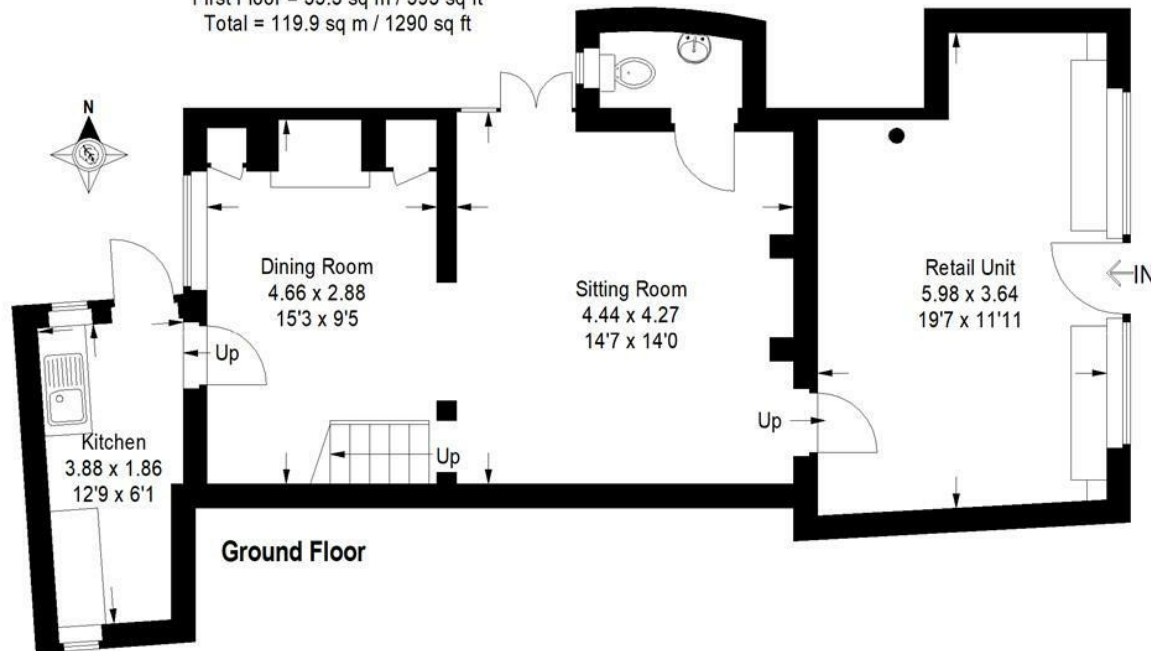 Total = 119.9 sq m / 1290 sq ft
N
Dining Room
4.66 x 2.88
15'3 x 9'5
Sitting Room
4.44 x 4.27
14'7 x 14'0
Retail Unit
5.98 x 3.64
19'7 x 11'11
IN
Up
Kitchen
3.88 x 1.86
12'9 x 6'1
Up
Up
Ground Floor